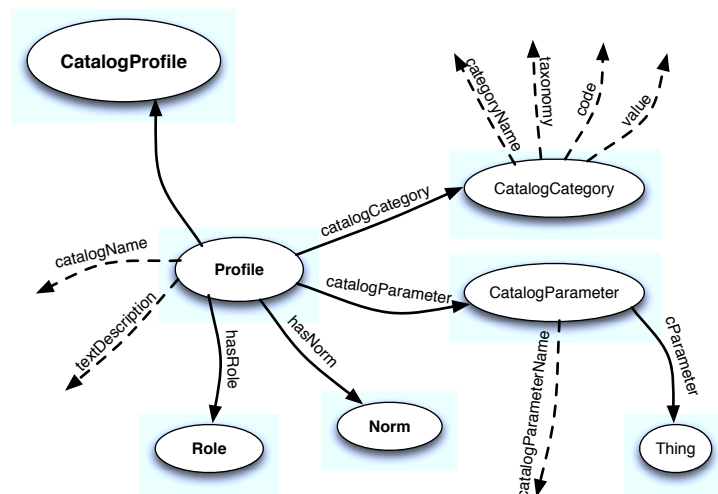 CatalogProfile
categoryName
taxonomy
code
value
catalogCategory
CatalogCategory
catalogName
Profile
catalogParameter
CatalogParameter
textDescription
hasRole
hasNorm
catalogParameterName
cParameter
Role
Norm
Thing